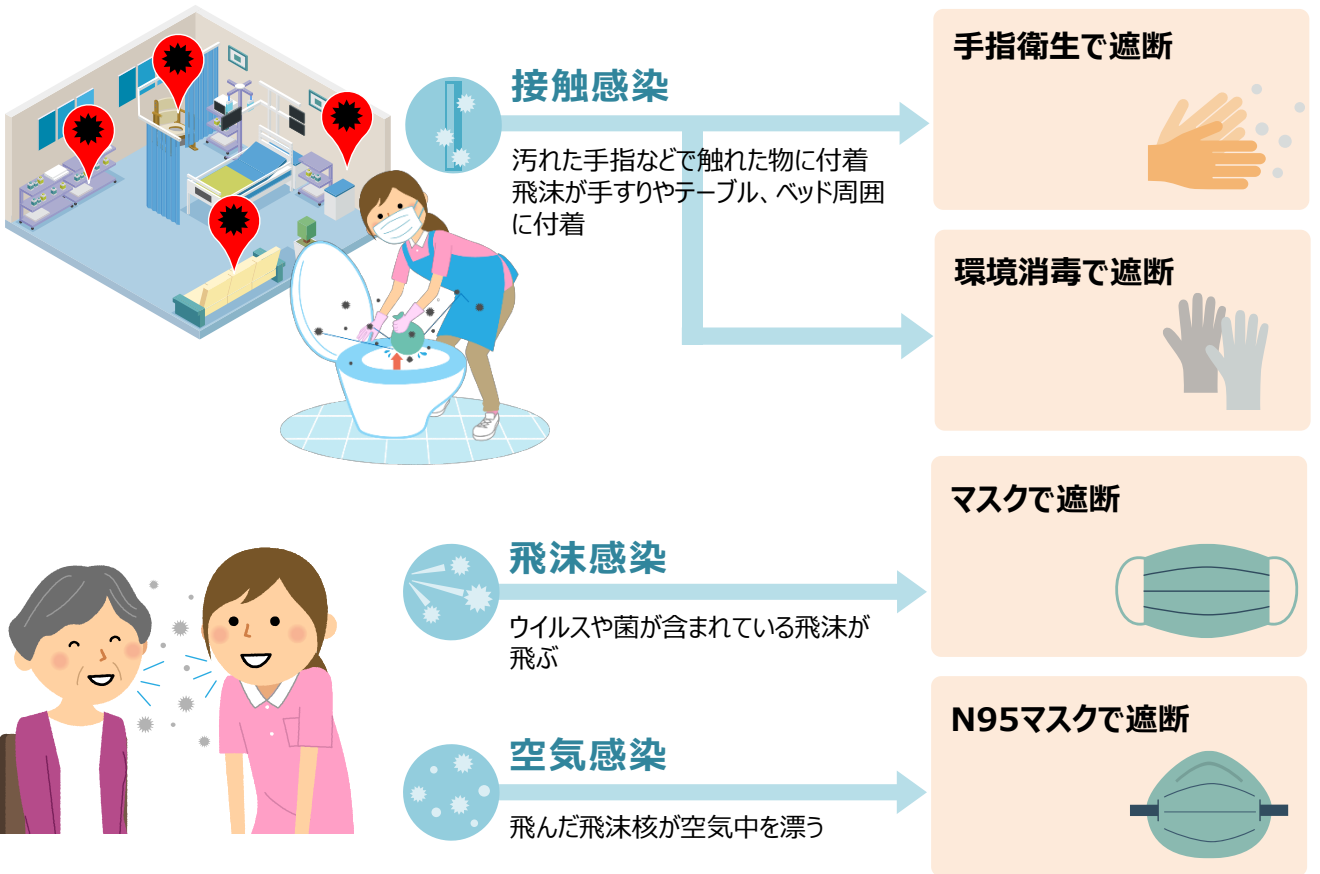 接触感染
汚れた手指などで触れた物に付着
飛沫が手すりやテーブル、ベッド周囲
に付着
手指衛生で遮断
環境消毒で遮断
飛沫感染
ウイルスや菌が含まれている飛沫が
飛ぶ
マスクで遮断
空気感染
飛んだ飛沫核が空気中を漂う
N95マスクで遮断